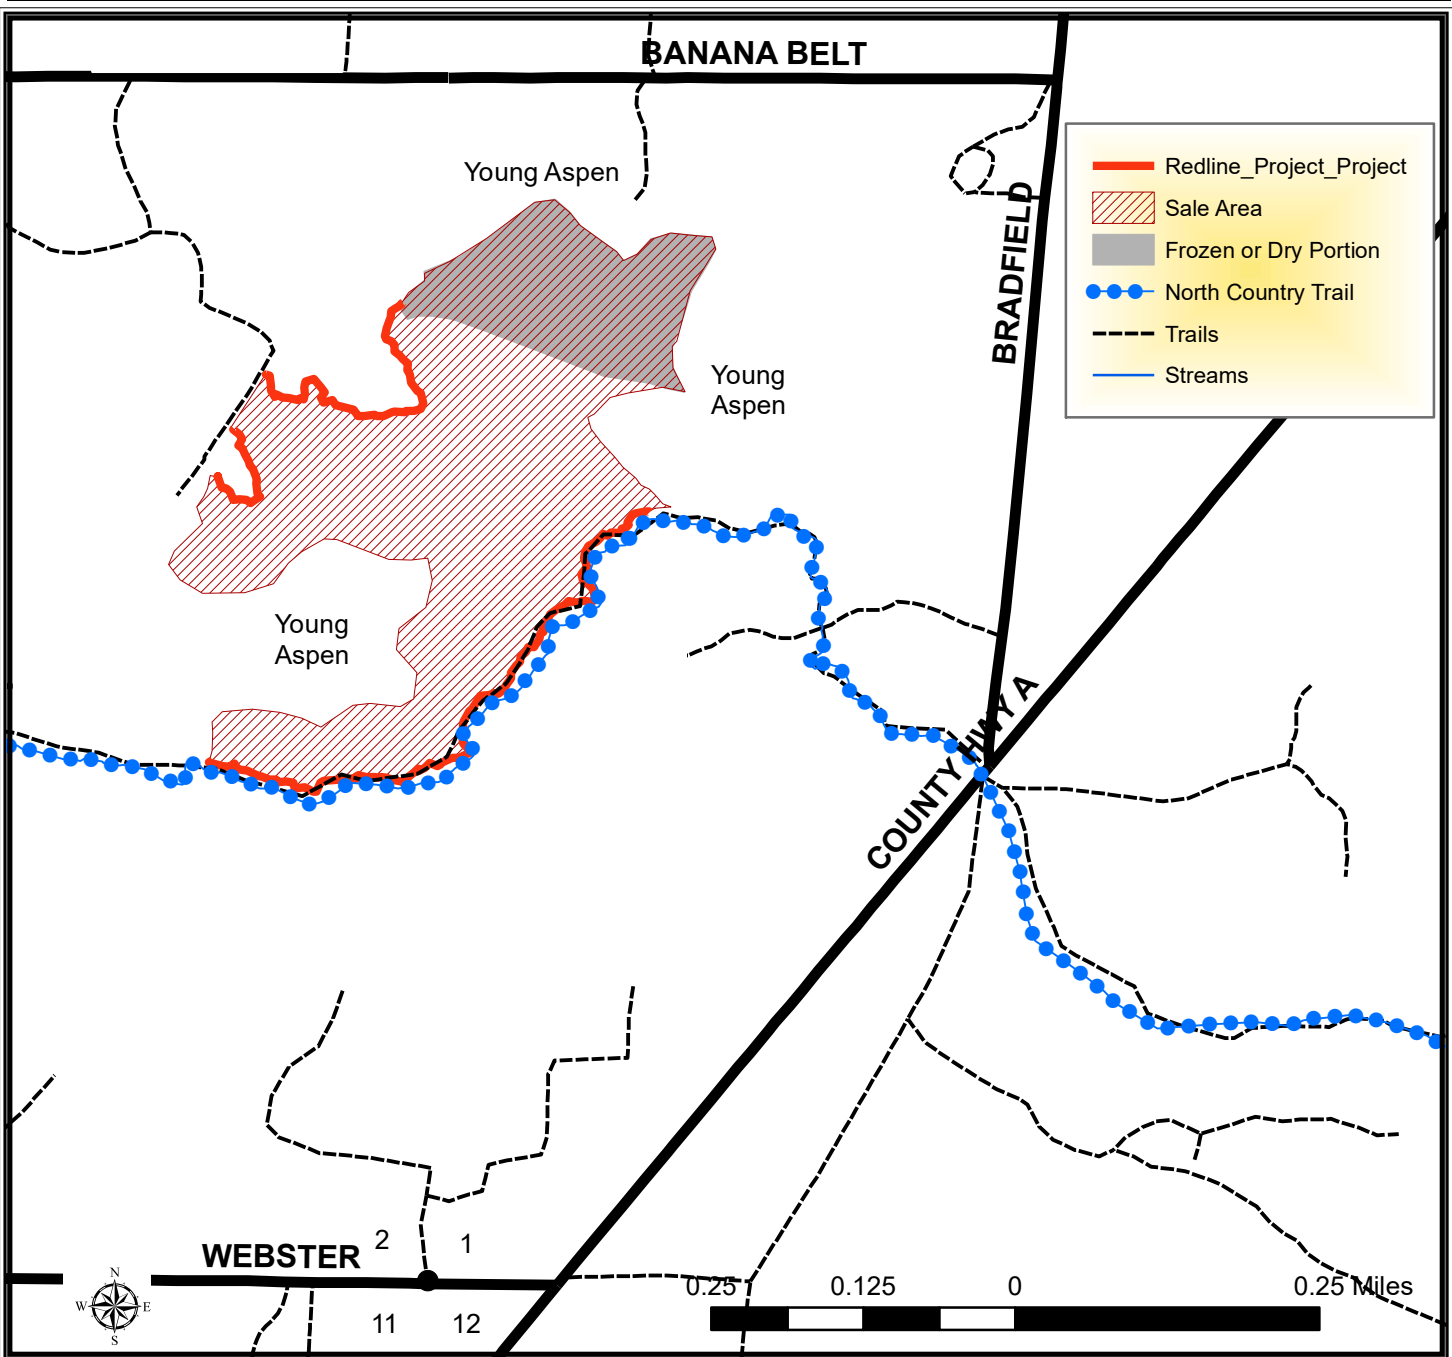 BANANA BELT
Young Aspen
Redline_Project_Project
Sale Area
Frozen or Dry Portion
North Country Trail
Trails
Streams
BRADFIELD
Young
Aspen
Young
Aspen
COUNTY HWY A
2
1
WEBSTER
11
12
N
W
E
S
0.25
0.125
0
0.25 Miles